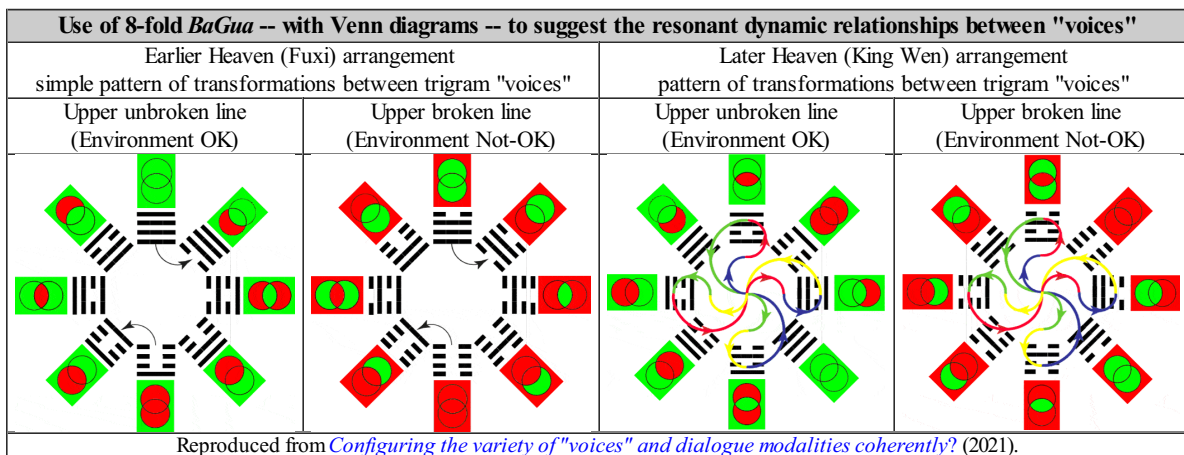 Use of 8-fold BaGua -- with Venn diagrams -- to suggest the resonant dynamic relationships between "voices"
Earlier Heaven (Fuxi) arrangement
simple pattern of transformations between trigram "voices"
Later Heaven (King Wen) arrangement
pattern of transformations between trigram "voices"
Upper unbroken line
(Environment OK)
Upper broken line
(Environment Not-OK)
Upper unbroken line
(Environment OK)
Upper broken line
(Environment Not-OK)
Reproduced from Configuring the variety of "voices" and dialogue modalities coherently? (2021).